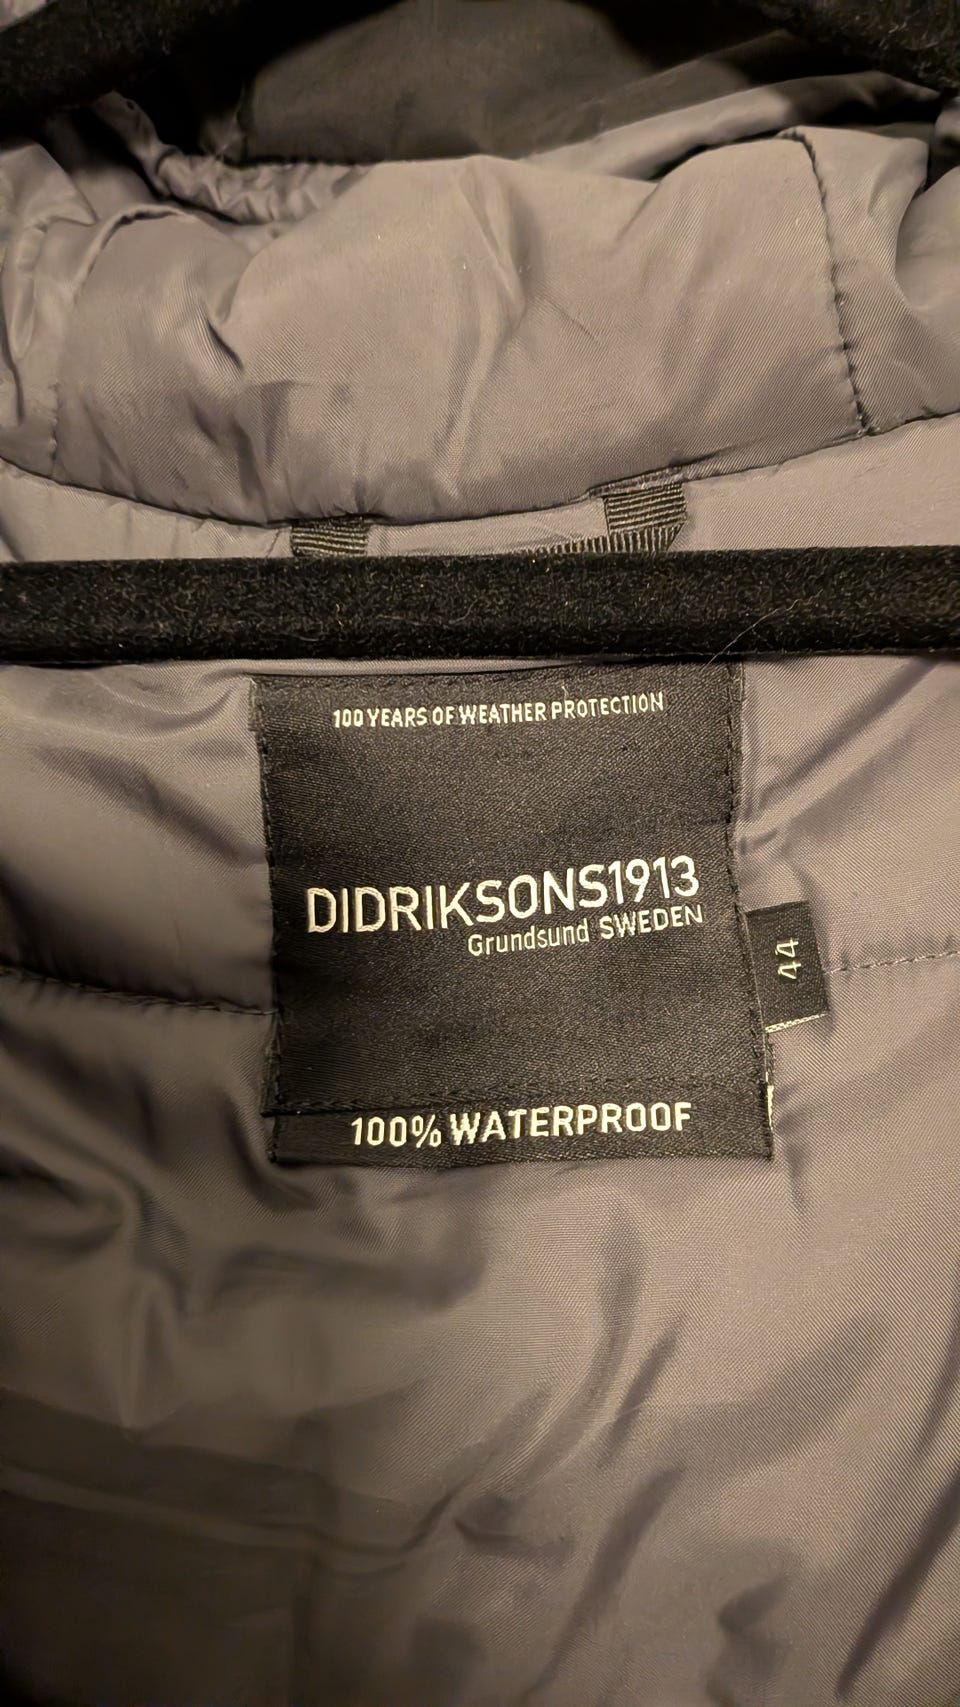 100 YEARS OF WEATHER PROTECTION
DIDRIKSONS1913
Grundsund SWEDEN
44
100% WATERPROOF